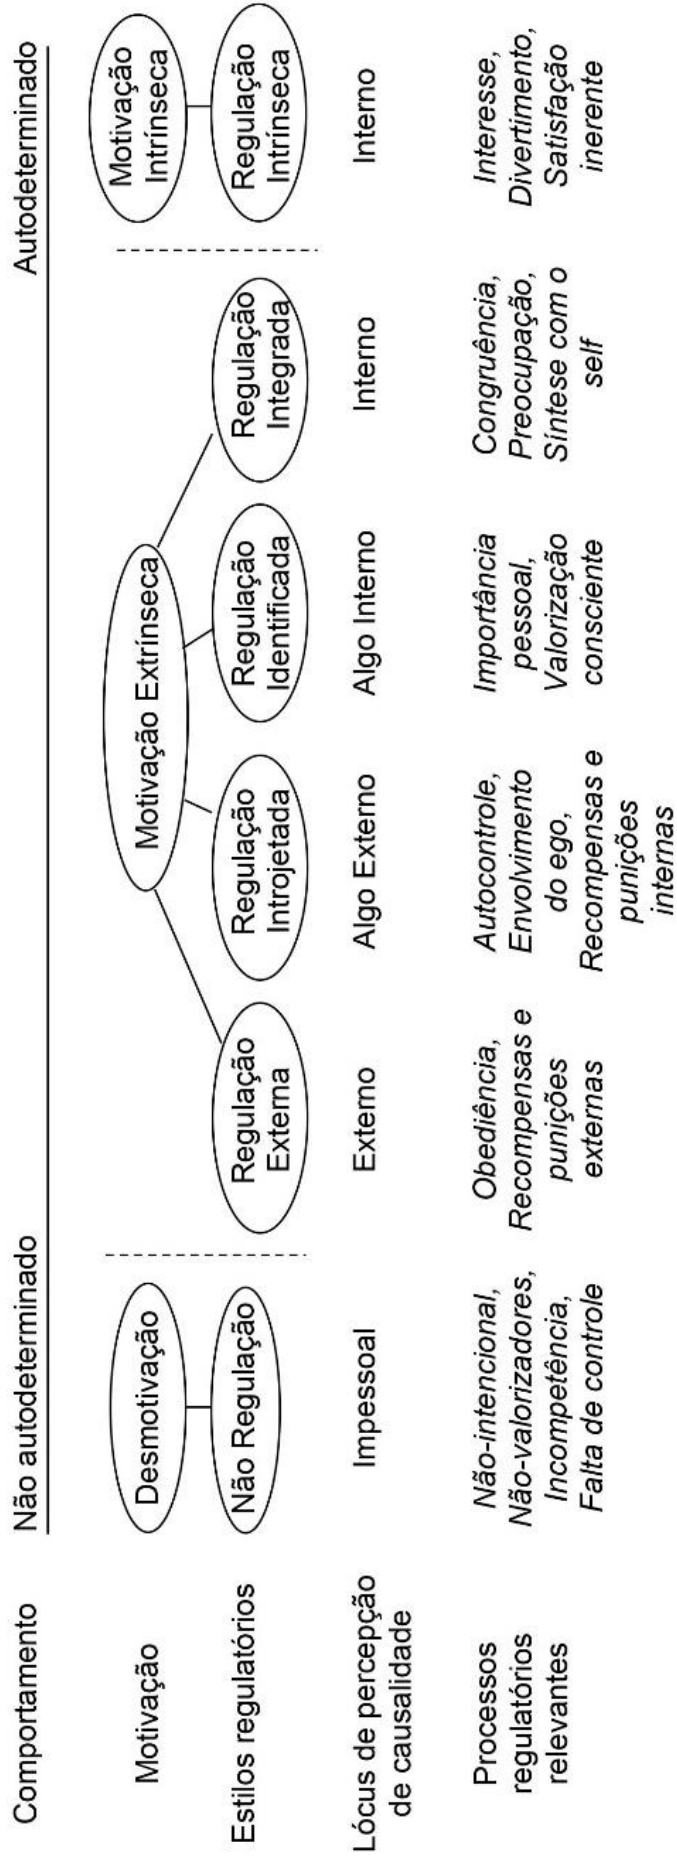 Comportamento
Não autodeterminado
Autodeterminado
Motivação
Desmotivação
Motivação Extrínseca
Motivação
Intrínseca
Estilos regulatórios
Não Regulação
Regulação
Externa
Regulação
Introjetada
Regulação
Identificada
Regulação
Integrada
Regulação
Intrínseca
Lócus de percepção
de causalidade
Impessoal
Externo
Algo Externo
Algo Interno
Interno
Interno
Processos
regulatórios
relevantes
Não-intencional,
Não-valorizadores,
Incompetência,
Falta de controle
Obediência,
Recompensas e
punições
externas
Autocontrole,
Envolvimento
do ego,
Recompensas e
punições
internas
Importância
pessoal,
Valorização
consciente
Congruência,
Preocupação,
Síntese com o
self
Interesse,
Divertimento,
Satisfação
inerente